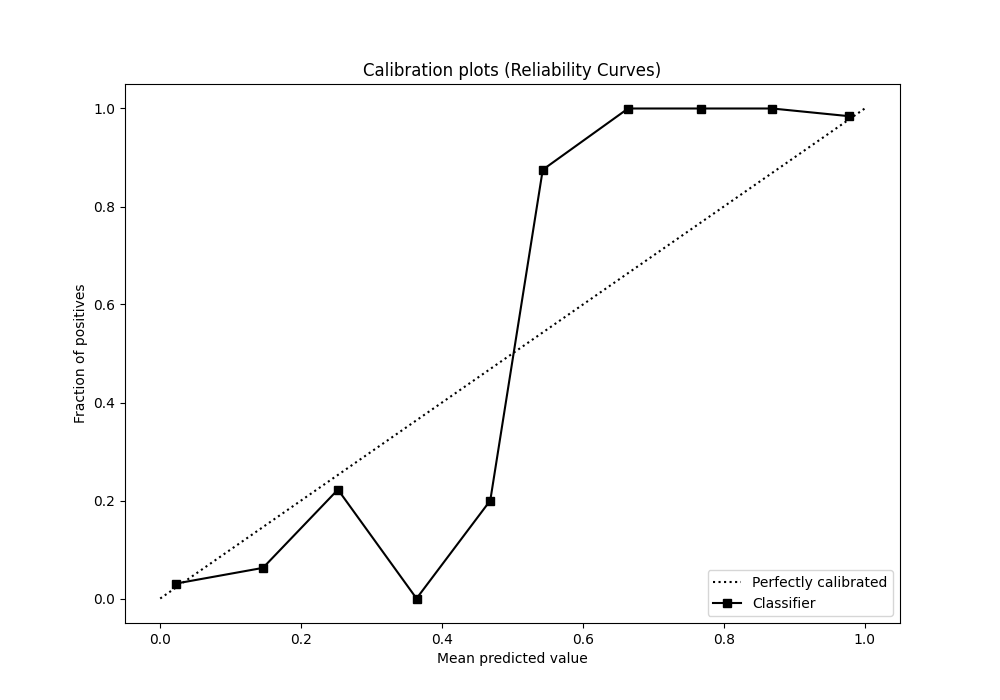 Calibration plots (Reliability Curves)
1.0
0.8
0.6
0.4
0.2
0.0
Fraction of positives
0.0 0.2 0.4 0.6 0.8 1.0
Mean predicted value
Perfectly calibrated
Classifier